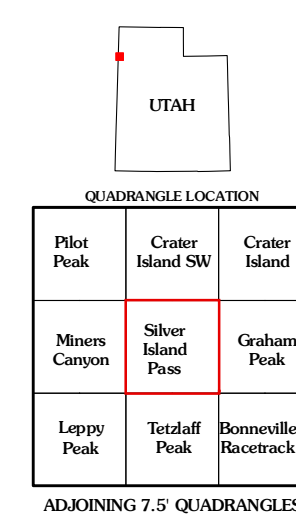 UTAH
QUADRANGLE LOCATION
Pilot Peak
Crater Island SW
Crater Island
Miners Canyon
Silver Island Pass
Graham Peak
Leppy Peak
Tetzlaff Peak
Bonneville Racetrack
ADJOINING 7.5' QUADRANGLES